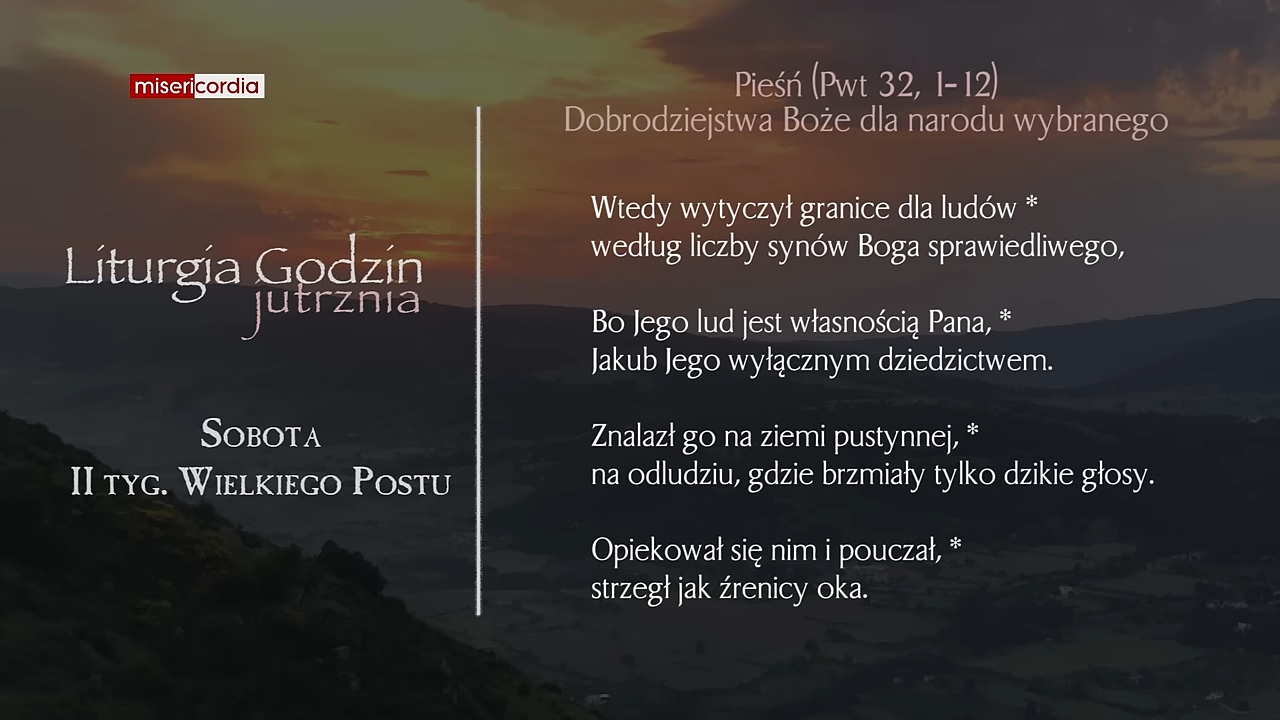 misericordia
Liturgia Godzin
jutrznia
Sobota
II tyg. Wielkiego Postu
Pieśń (Pwt 32, 1-12)
Dobrodziejstwa Boże dla narodu wybranego
Wtedy wytyczył granice dla ludów *
według liczby synów Boga sprawiedliwego,
Bo Jego lud jest własnością Pana, *
Jakub Jego wyłącznym dziedzictwem.
Znalazł go na ziemi pustynnej, *
na odludziu, gdzie brzmiały tylko dzikie głosy.
Opiekował się nim i pouczał, *
strzegł jak źrenicy oka.